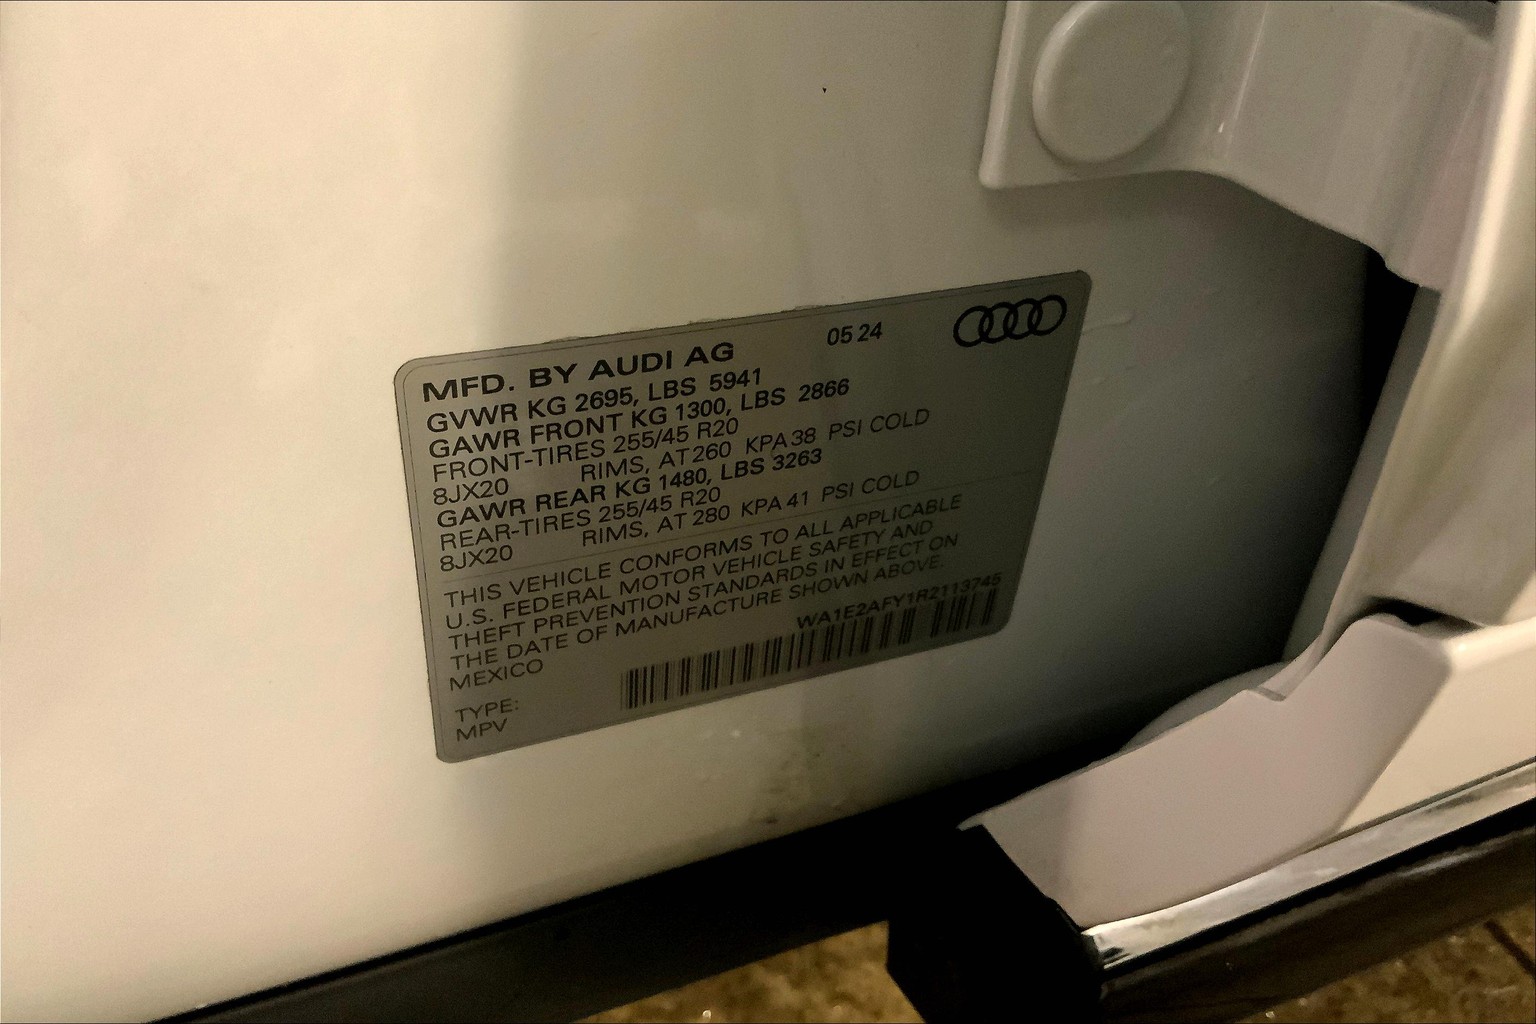 MFD. BY AUDI AG 05 24
GVWR KG 2695, LBS 5941
GAWR FRONT KG 1300, LBS 2866
FRONT-TIRES 255/45 R20
8JX20 RIMS, AT 260 KPA 38 PSI COLD
GAWR REAR KG 1480, LBS 3263
REAR-TIRES 255/45 R20
8JX20 RIMS, AT 280 KPA 41 PSI COLD
THIS VEHICLE CONFORMS TO ALL APPLICABLE
U.S. FEDERAL MOTOR VEHICLE SAFETY AND
THEFT PREVENTION STANDARDS IN EFFECT ON
THE DATE OF MANUFACTURE SHOWN ABOVE.
MEXICO WA1E2AFY1R2113745
TYPE:
MPV